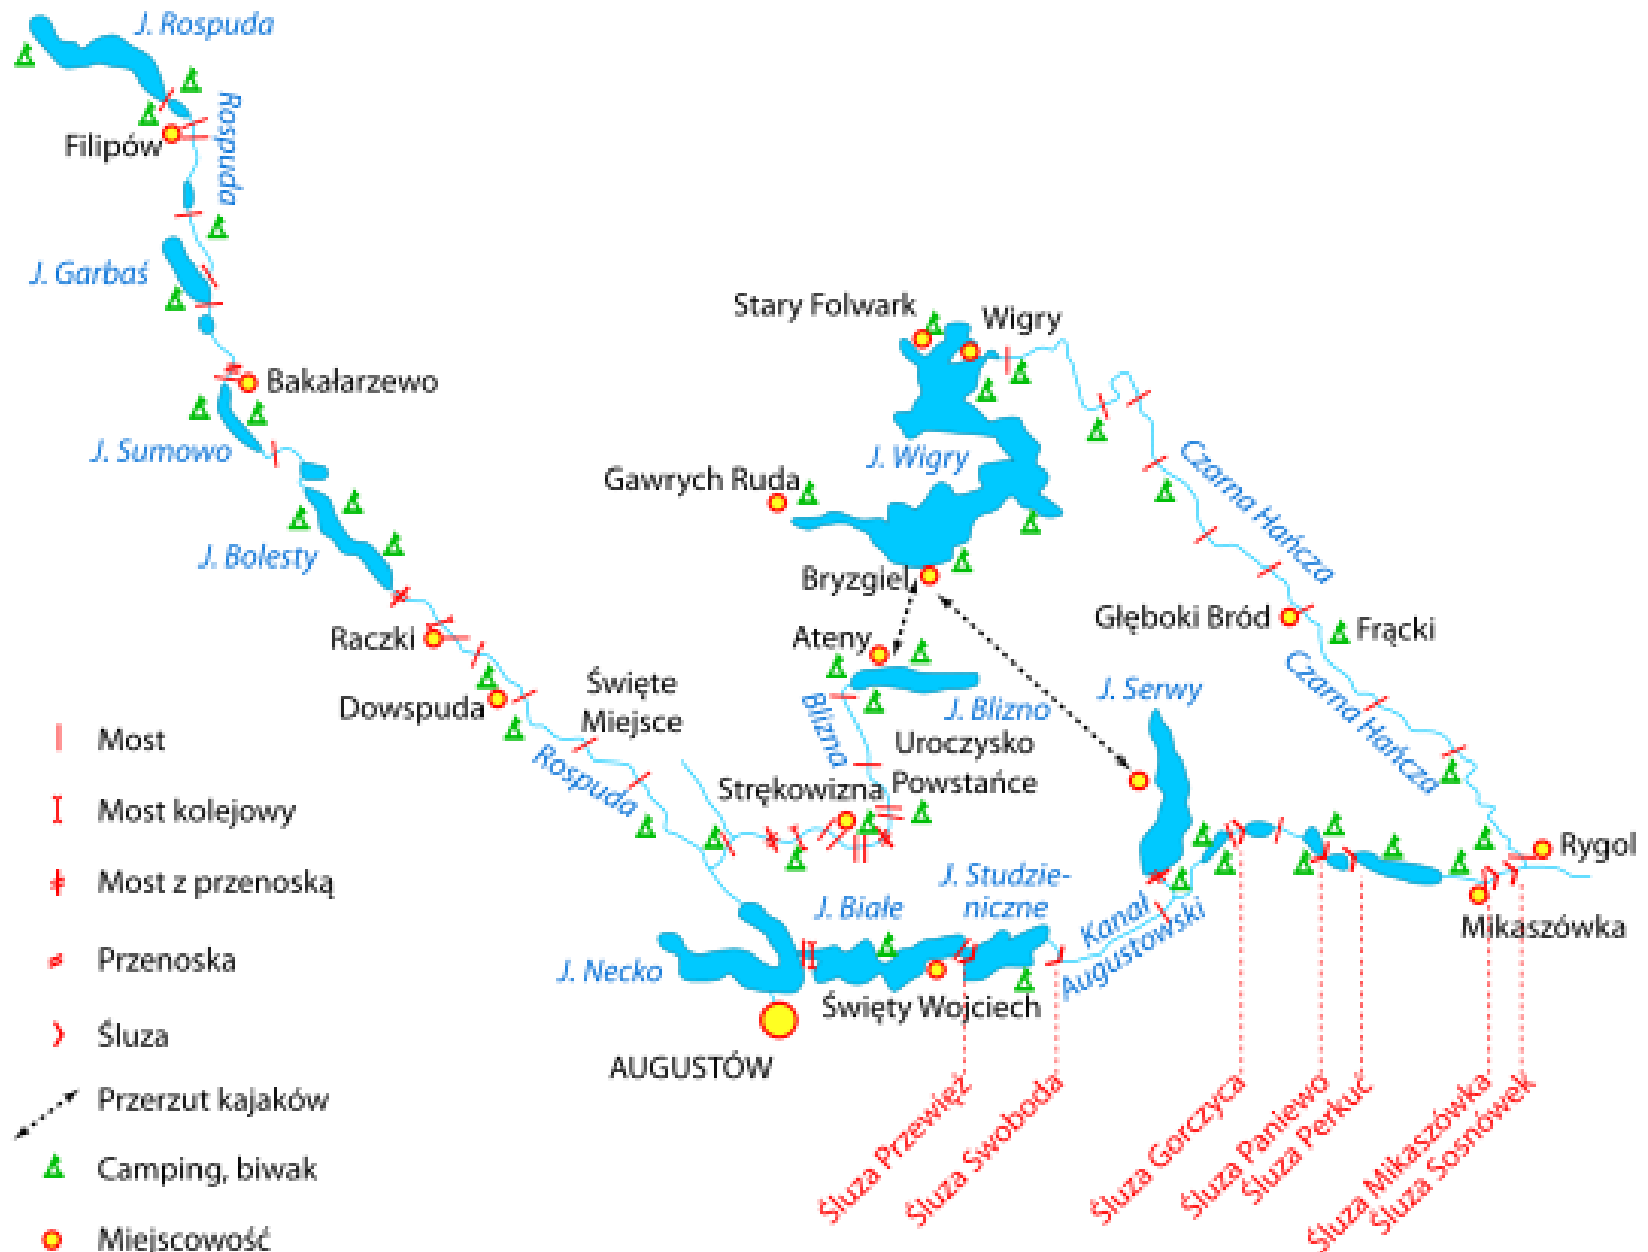 J. Rospuda
Rospuda
Filipów
J. Garbaś
Stary Folwark
Wigry
Bakałarzewo
J. Sumowo
J. Wigry
Czarna Hańcza
Gawrych Ruda
J. Bolesty
Bryzgiel
Głęboki Bród
Frącki
Raczki
Ateny
Czarna Hańcza
Święte
Miejsce
J. Serwy
Dowspuda
Blizna
J. Blizno
Uroczysko
Powstańce
Rospuda
Strękowizna
Most
Most kolejowy
Rygol
Most z przenoską
J. Białe
J. Studzie-
niczne
Kanał
Augustowski
Mikaszówka
Przenoska
J. Necko
Święty Wojciech
Śluza
AUGUSTÓW
Przerzut kajaków
Śluza Przewięź
Śluza Swoboda
Śluza Gorczyca
Śluza Paniewo
Śluza Perkuć
Śluza Mikaszówka
Śluza Sosnówek
Camping, biwak
Miejscowość